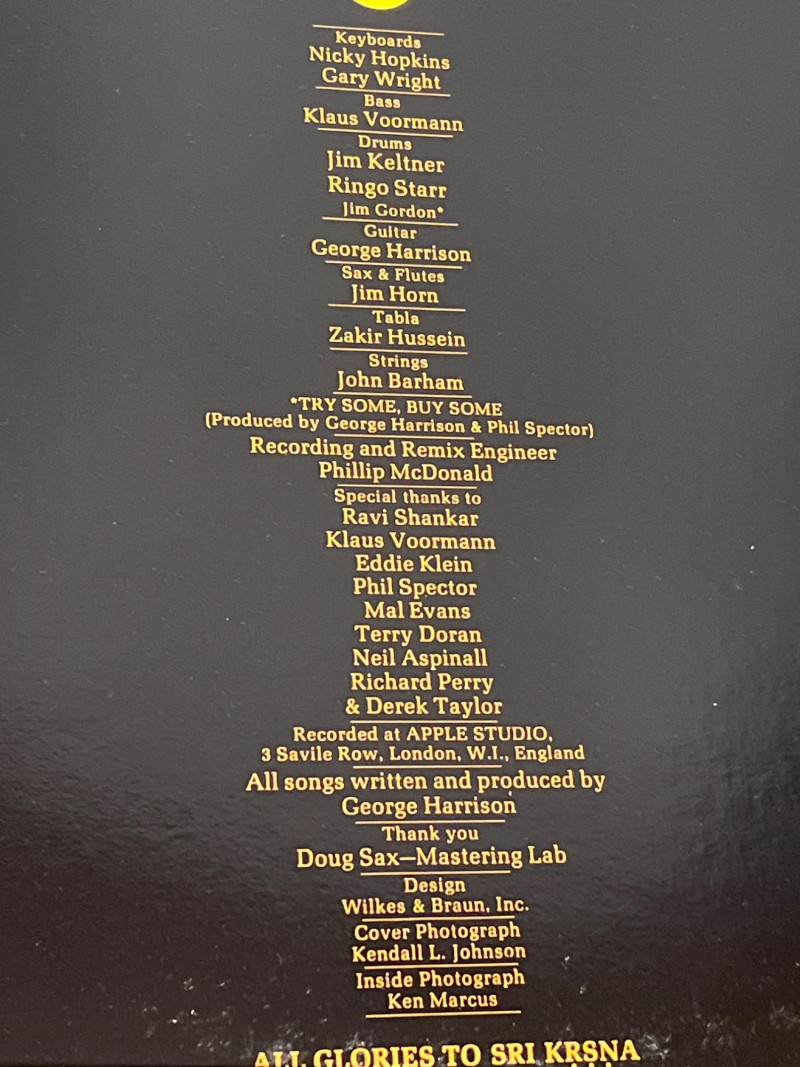 Keyboards
Nicky Hopkins
Gary Wright
Bass
Klaus Voormann
Drums
Jim Keltner
Ringo Starr
Jim Gordon*
Guitar
George Harrison
Sax & Flutes
Jim Horn
Tabla
Zakir Hussein
Strings
John Barham
*TRY SOME, BUY SOME
(Produced by George Harrison & Phil Spector)
Recording and Remix Engineer
Phillip McDonald
Special thanks to
Ravi Shankar
Klaus Voormann
Eddie Klein
Phil Spector
Mal Evans
Terry Doran
Neil Aspinall
Richard Perry
& Derek Taylor
Recorded at APPLE STUDIO,
3 Savile Row, London, W.I., England
All songs written and produced by
George Harrison
Thank you
Doug Sax—Mastering Lab
Design
Wilkes & Braun, Inc.
Cover Photograph
Kendall L. Johnson
Inside Photograph
Ken Marcus
ALL GLORIES TO SRI KRSNA